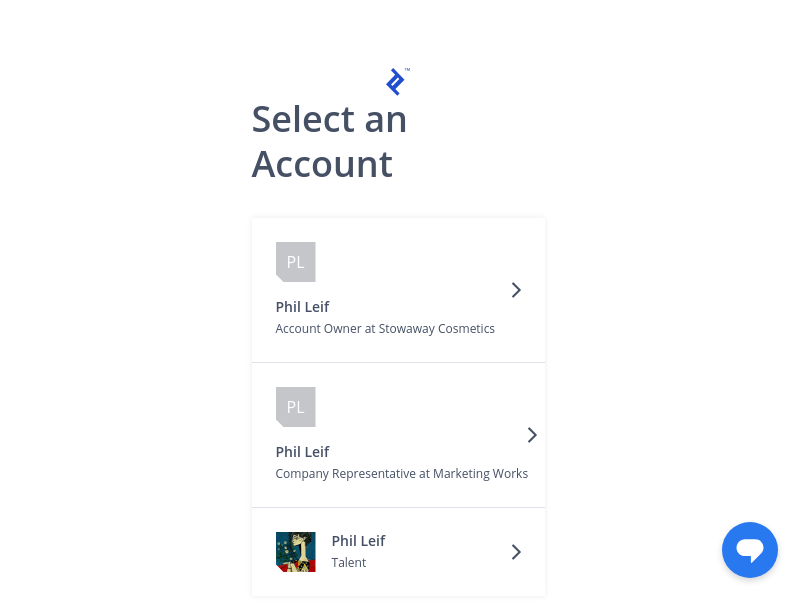 ™
Select an
Account
PL
Phil Leif
Account Owner at Stowaway Cosmetics
PL
Phil Leif
Company Representative at Marketing Works
Phil Leif
Talent